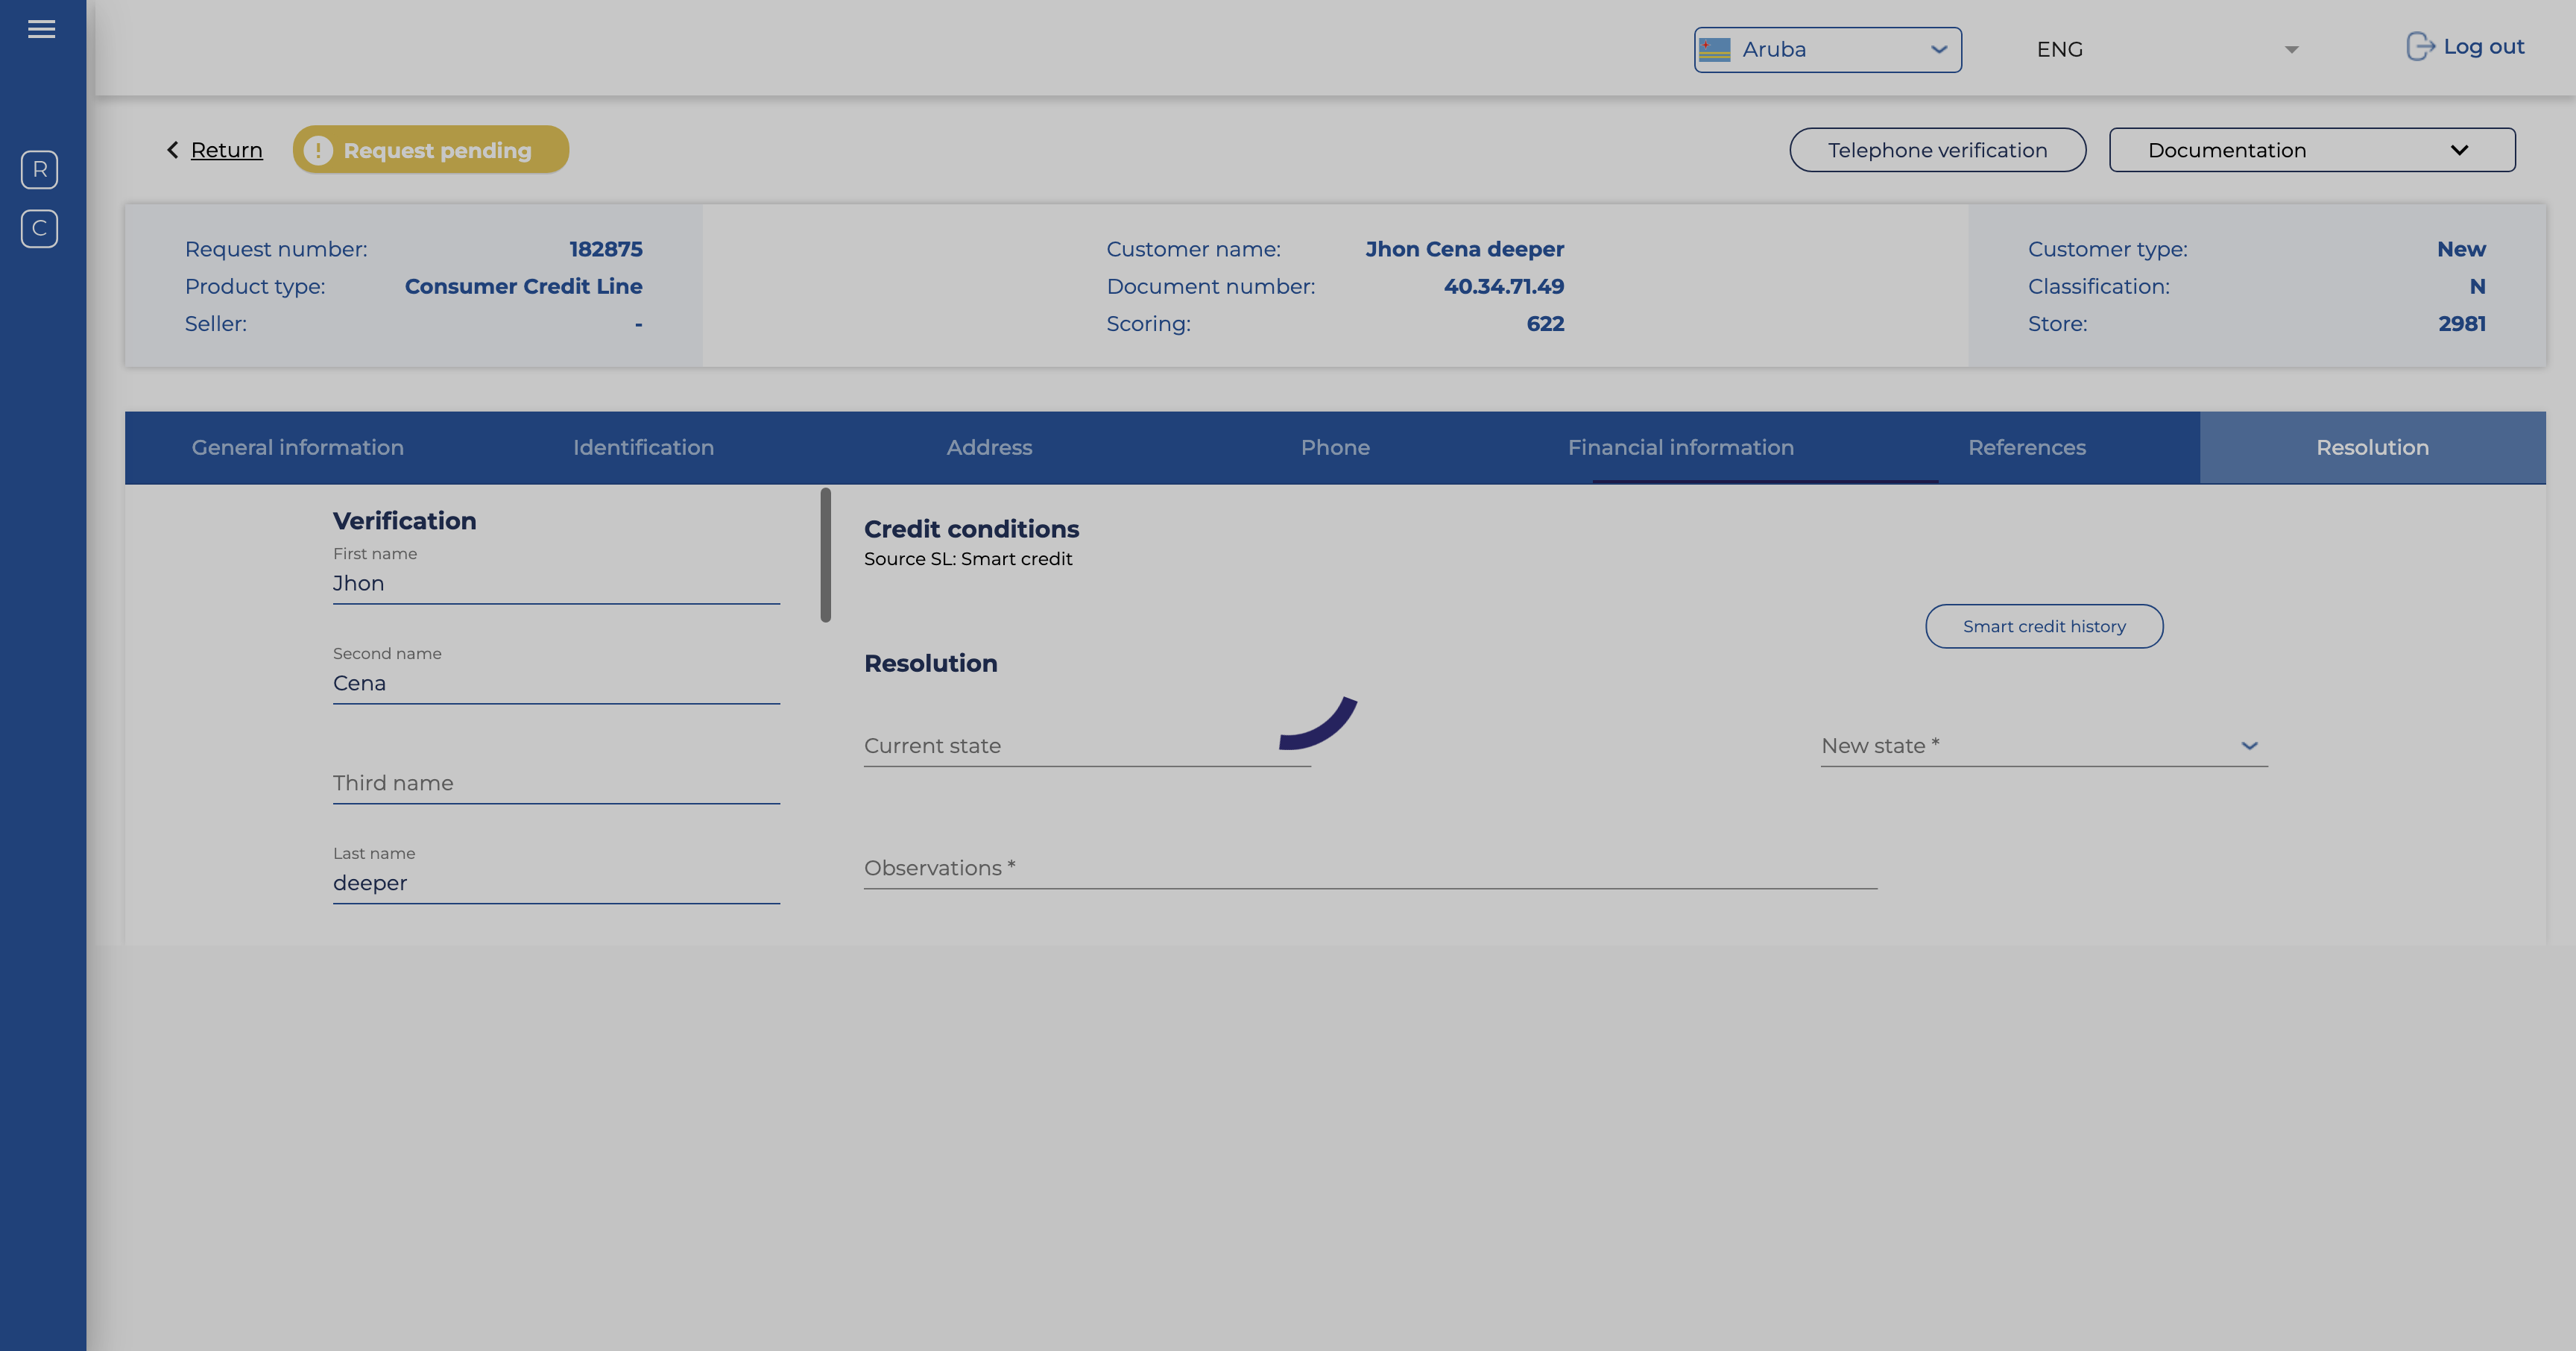 Aruba
ENG
Log out
R
C
Return
Request pending
Telephone verification
Documentation
Request number: 182875
Product type: Consumer Credit Line
Seller: -
Customer name: Jhon Cena deeper
Document number: 40.34.71.49
Scoring: 622
Customer type: New
Classification: N
Store: 2981
General information
Identification
Address
Phone
Financial information
References
Resolution
Verification
First name
Jhon
Second name
Cena
Third name
Last name
deeper
Credit conditions
Source SL: Smart credit
Smart credit history
Resolution
Current state
New state *
Observations *